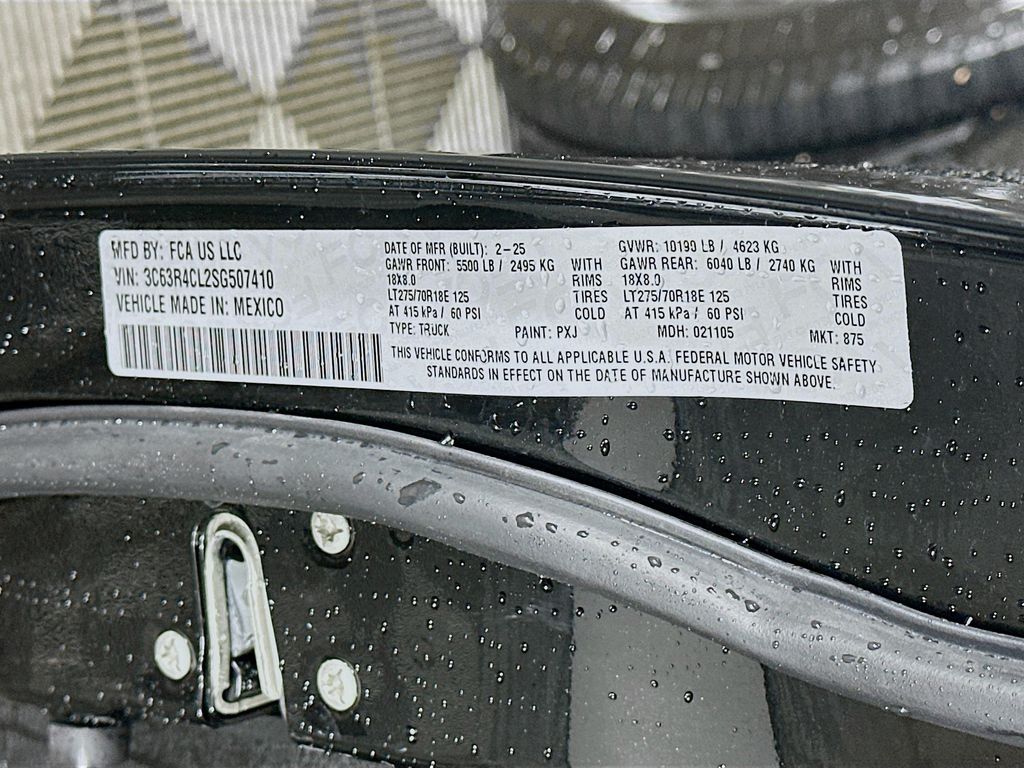 MFD BY: FCA US LLC
VIN: 3C63R4CL2SG507410
VEHICLE MADE IN: MEXICO
DATE OF MFR (BUILT): 2-25
GAWR FRONT: 5500 LB / 2495 KG WITH
18X8.0 RIMS
LT275/70R18E 125 TIRES
AT 415 kPa / 60 PSI COLD
TYPE: TRUCK PAINT: PXJ
GVWR: 10190 LB / 4623 KG
GAWR REAR: 6040 LB / 2740 KG WITH
18X8.0 RIMS
LT275/70R18E 125 TIRES
AT 415 kPa / 60 PSI COLD
MDH: 021105 MKT: 875
THIS VEHICLE CONFORMS TO ALL APPLICABLE U.S.A. FEDERAL MOTOR VEHICLE SAFETY
STANDARDS IN EFFECT ON THE DATE OF MANUFACTURE SHOWN ABOVE.